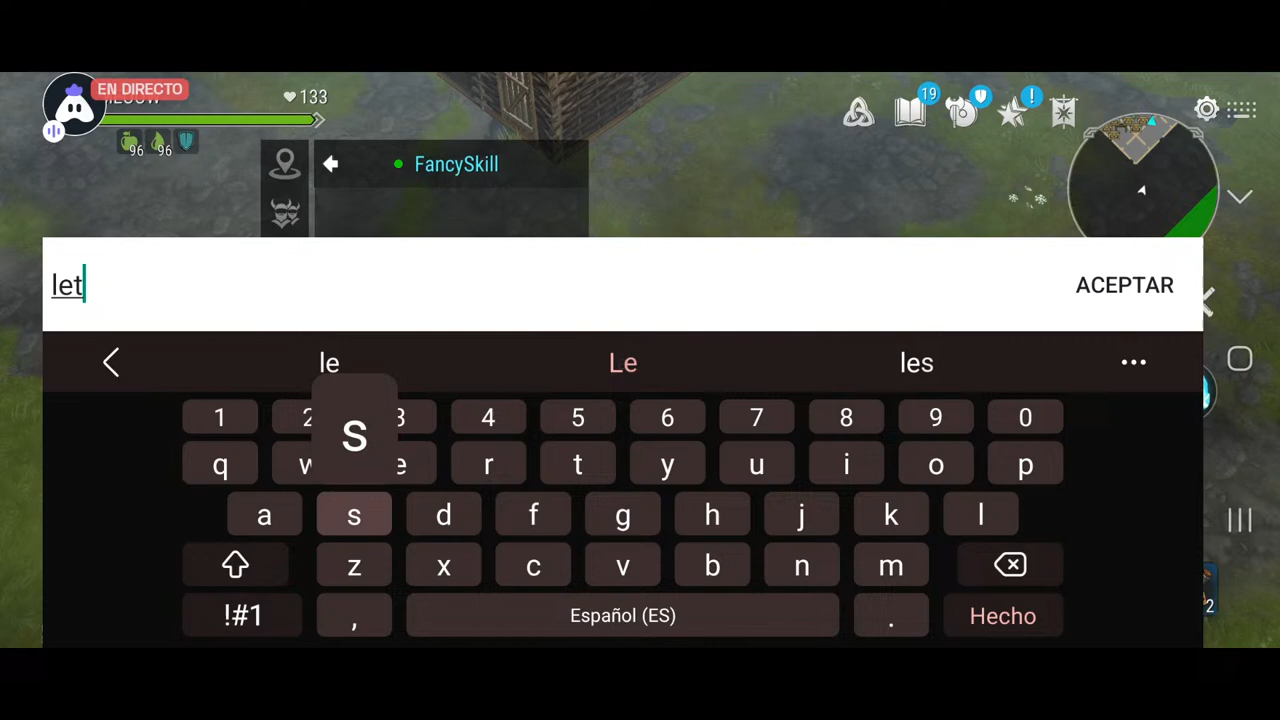 EN DIRECTO
133
96
96
19
!
FancySkill
let
ACEPTAR
le Le les
s
1 2 3 4 5 6 7 8 9 0
q w e r t y u i o p
a s d f g h j k l
z x c v b n m
!#1 , Español (ES) . Hecho
2